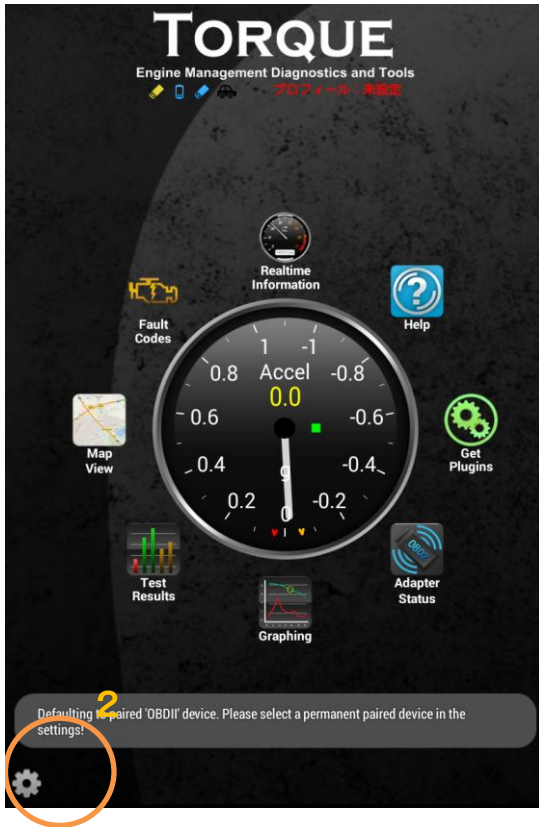 TORQUE
Engine Management Diagnostics and Tools
プロフィール：未設定
Realtime
Information
Fault
Codes
Help
1
-1
0.8
Accel
-0.8
0.0
0.6
-0.6
Map
View
Get
Plugins
0.4
g
-0.4
0.2
0
-0.2
OBD2
Test
Results
Adapter
Status
Graphing
2
Defaulting to paired 'OBDII' device. Please select a permanent paired device in the
settings!